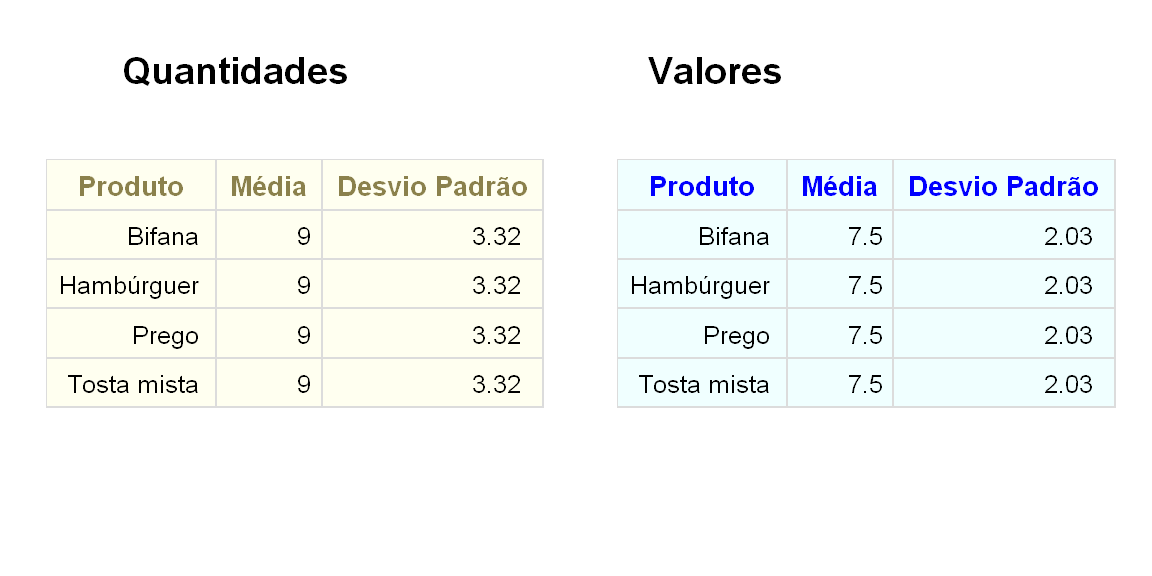 Quantidades
Produto Média Desvio Padrão
Bifana 9 3.32
Hambúrguer 9 3.32
Prego 9 3.32
Tosta mista 9 3.32
Valores
Produto Média Desvio Padrão
Bifana 7.5 2.03
Hambúrguer 7.5 2.03
Prego 7.5 2.03
Tosta mista 7.5 2.03